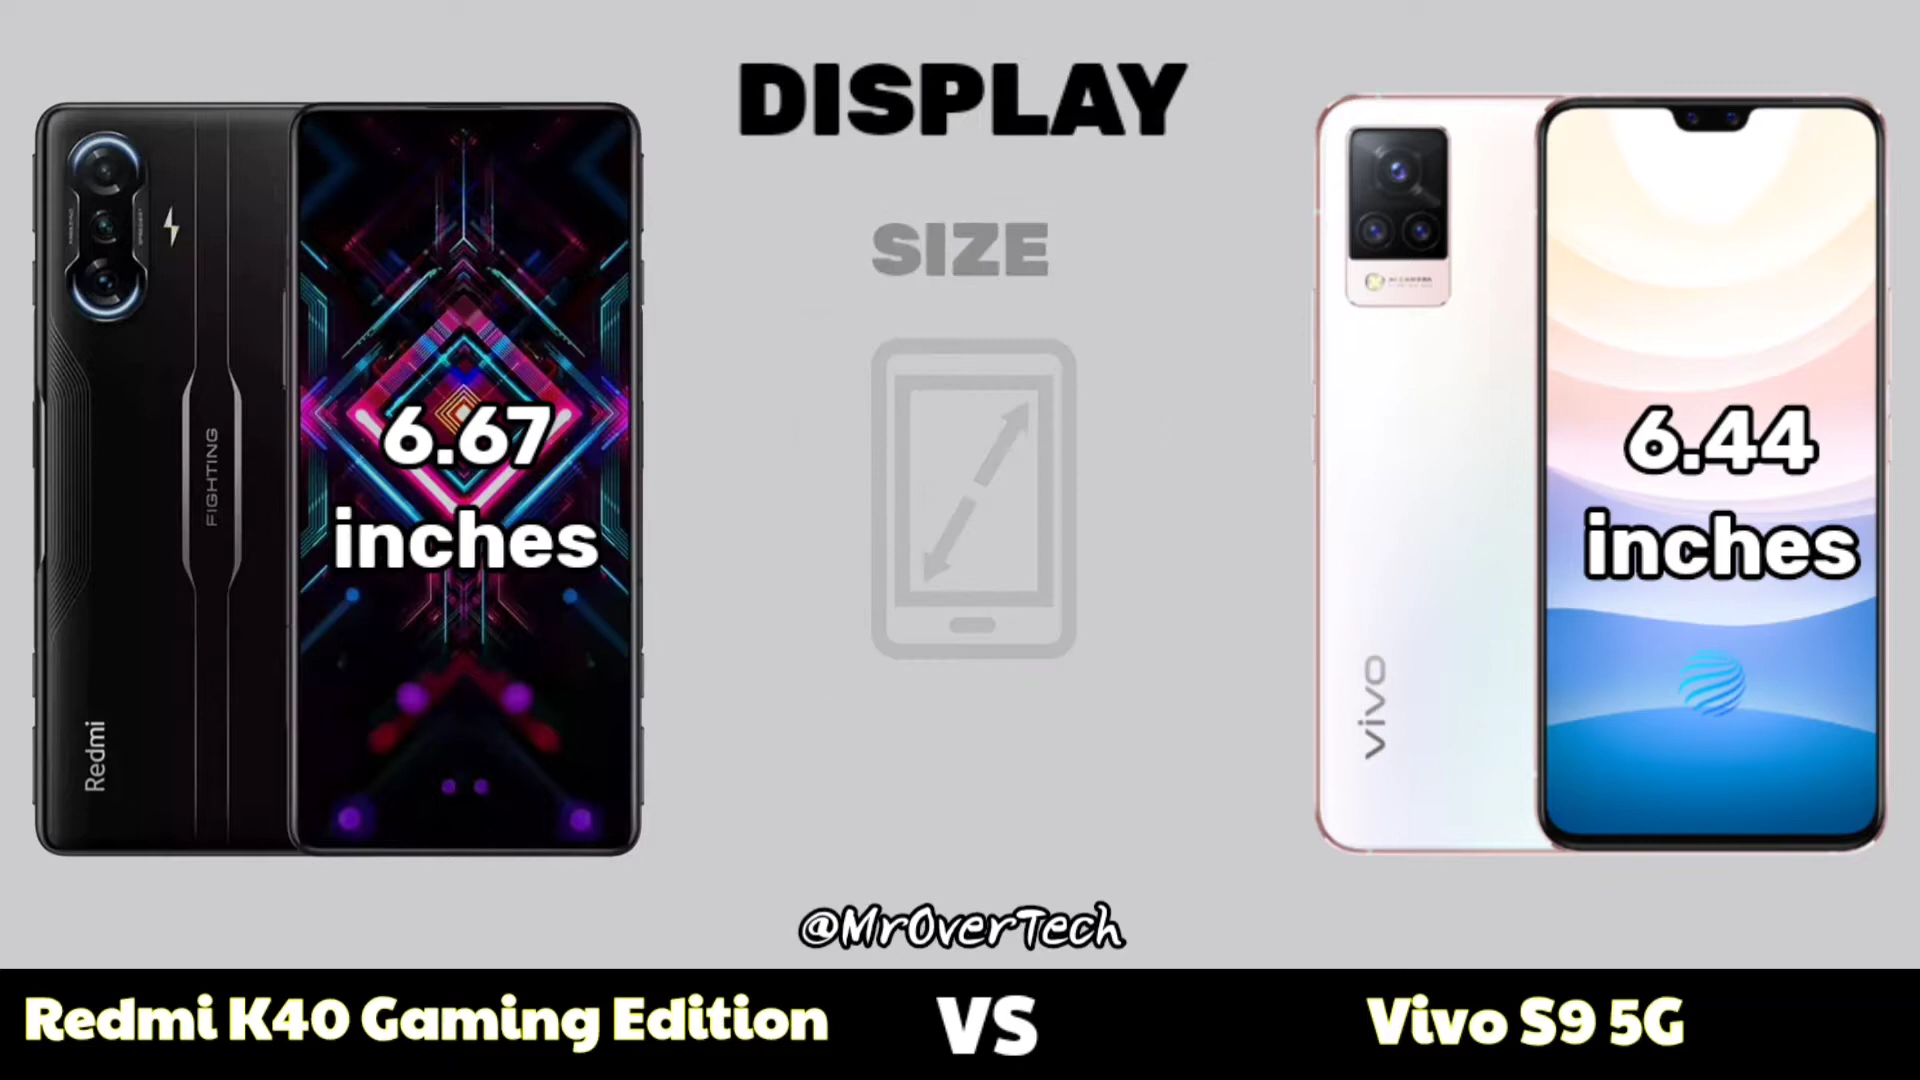 DISPLAY
SIZE
6.67
inches
6.44
inches
FIGHTING
Redmi
vivo
@MrOverTech
Redmi K40 Gaming Edition
VS
Vivo S9 5G